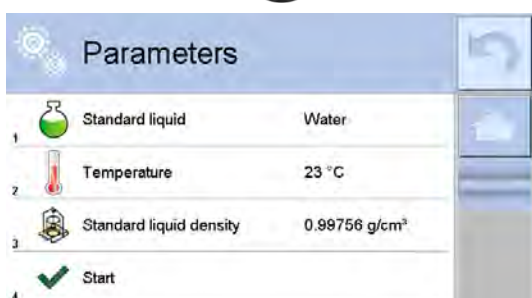 Parameters
1 Standard liquid Water
2 Temperature 23 °C
3 Standard liquid density 0.99756 g/cm³
4 Start